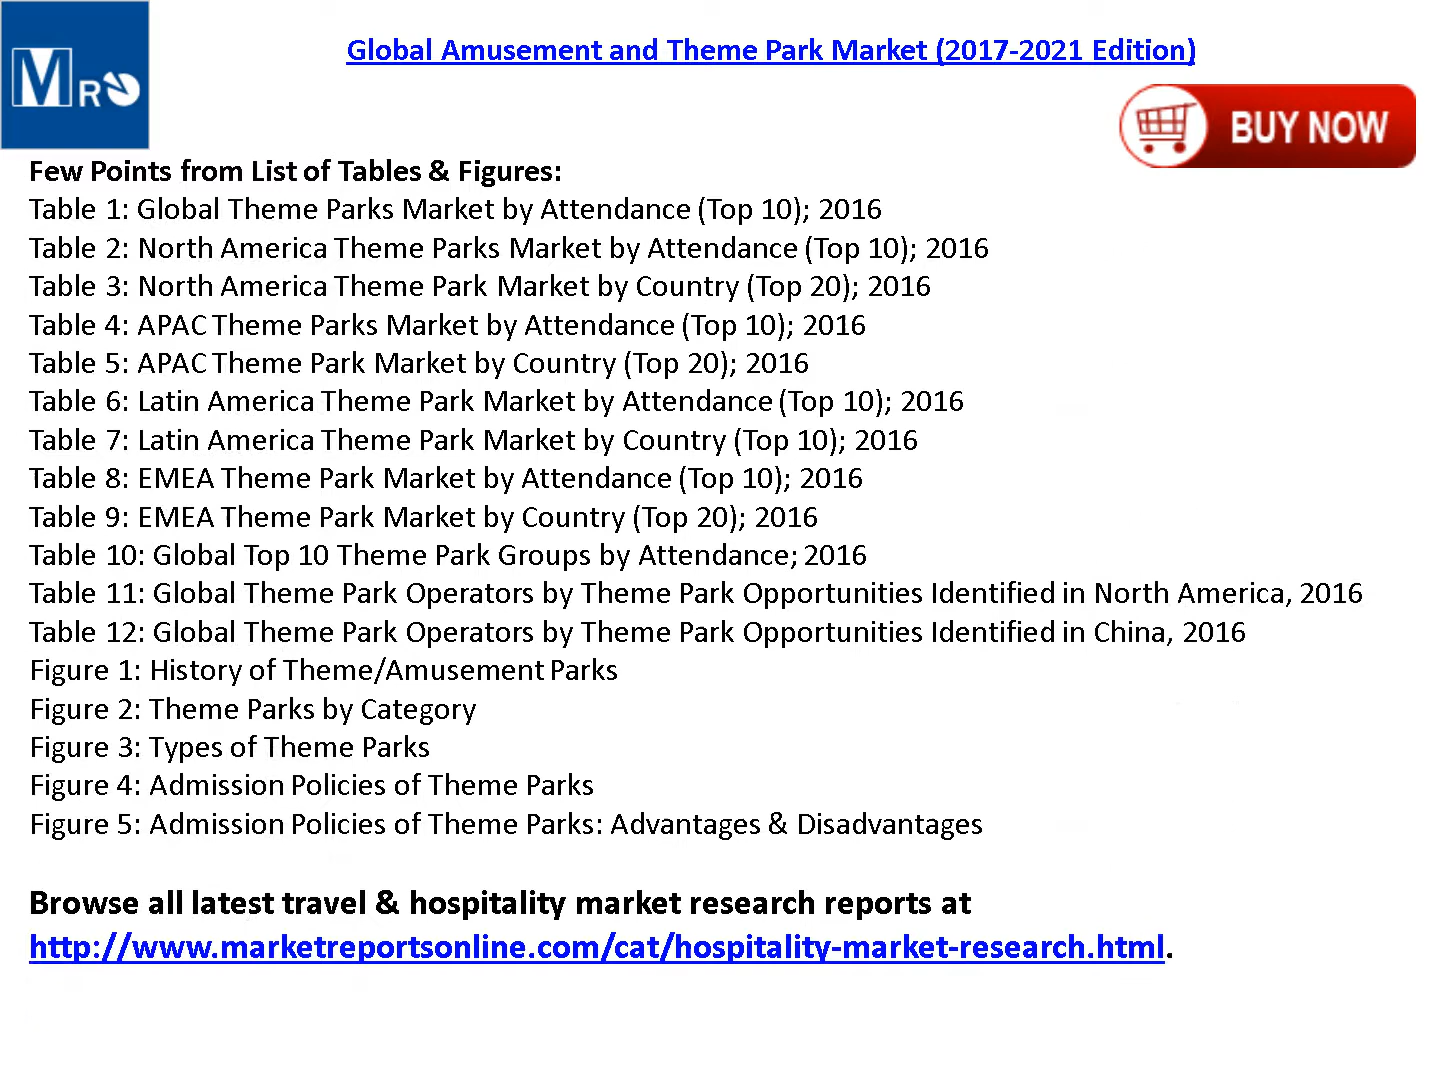 MRO
Global Amusement and Theme Park Market (2017-2021 Edition)
BUY NOW
Few Points from List of Tables & Figures:
Table 1: Global Theme Parks Market by Attendance (Top 10); 2016
Table 2: North America Theme Parks Market by Attendance (Top 10); 2016
Table 3: North America Theme Park Market by Country (Top 20); 2016
Table 4: APAC Theme Parks Market by Attendance (Top 10); 2016
Table 5: APAC Theme Park Market by Country (Top 20); 2016
Table 6: Latin America Theme Park Market by Attendance (Top 10); 2016
Table 7: Latin America Theme Park Market by Country (Top 10); 2016
Table 8: EMEA Theme Park Market by Attendance (Top 10); 2016
Table 9: EMEA Theme Park Market by Country (Top 20); 2016
Table 10: Global Top 10 Theme Park Groups by Attendance; 2016
Table 11: Global Theme Park Operators by Theme Park Opportunities Identified in North America, 2016
Table 12: Global Theme Park Operators by Theme Park Opportunities Identified in China, 2016
Figure 1: History of Theme/Amusement Parks
Figure 2: Theme Parks by Category
Figure 3: Types of Theme Parks
Figure 4: Admission Policies of Theme Parks
Figure 5: Admission Policies of Theme Parks: Advantages & Disadvantages
Browse all latest travel & hospitality market research reports at
http://www.marketreportsonline.com/cat/hospitality-market-research.html.